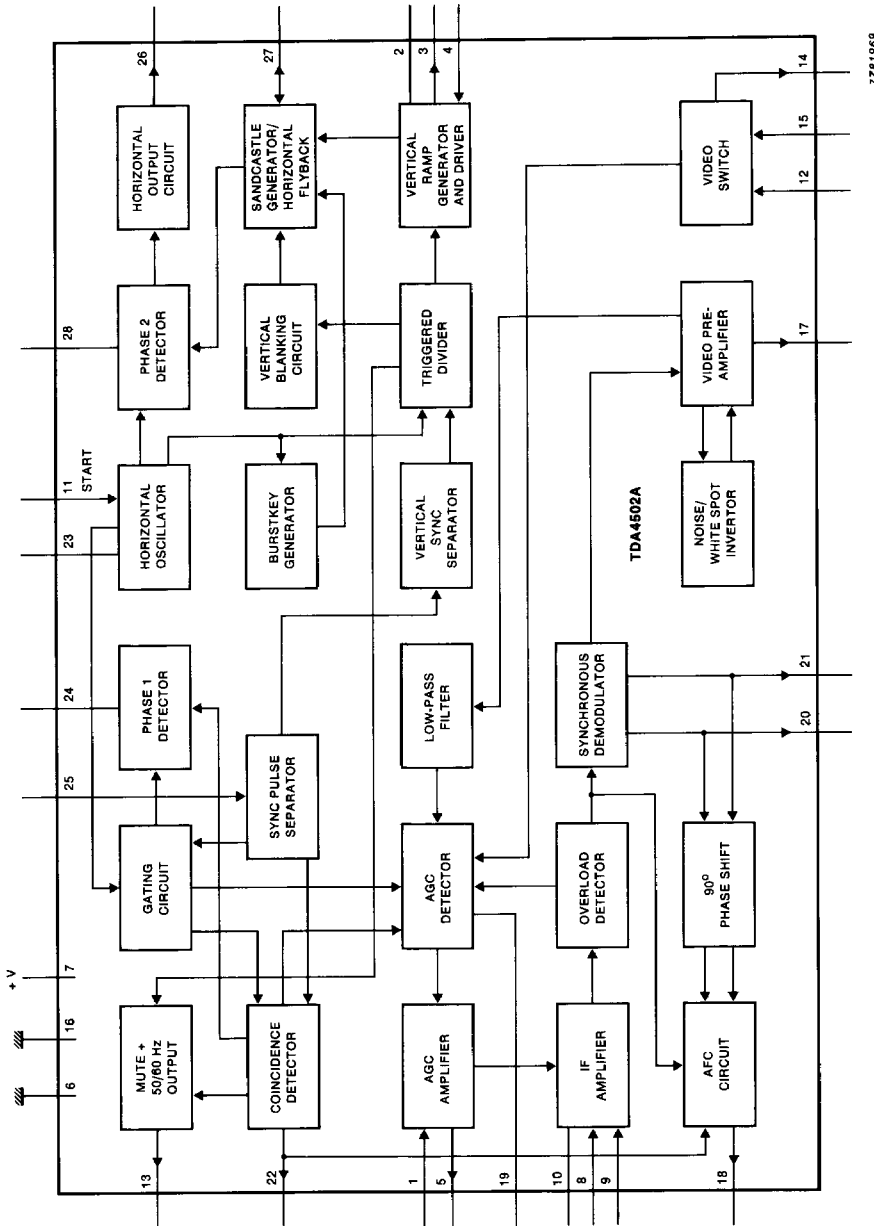 6
16
7
+ V
25
24
23
11
START
28
26
MUTE +
50/60 Hz
OUTPUT
GATING
CIRCUIT
PHASE 1
DETECTOR
HORIZONTAL
OSCILLATOR
PHASE 2
DETECTOR
HORIZONTAL
OUTPUT
CIRCUIT
13
22
COINCIDENCE
DETECTOR
SYNC PULSE
SEPARATOR
BURSTKEY
GENERATOR
VERTICAL
BLANKING
CIRCUIT
SANDCASTLE
GENERATOR/
HORIZONTAL
FLYBACK
27
1
5
19
AGC
AMPLIFIER
AGC
DETECTOR
LOW-PASS
FILTER
VERTICAL
SYNC
SEPARATOR
TRIGGERED
DIVIDER
VERTICAL
RAMP
GENERATOR
AND DRIVER
2
3
4
10
8
9
IF
AMPLIFIER
OVERLOAD
DETECTOR
SYNCHRONOUS
DEMODULATOR
TDA4502A
18
AFC
CIRCUIT
90º
PHASE SHIFT
20
21
NOISE/
WHITE SPOT
INVERTOR
VIDEO PRE-
AMPLIFIER
17
VIDEO
SWITCH
12
15
14
7Z81969